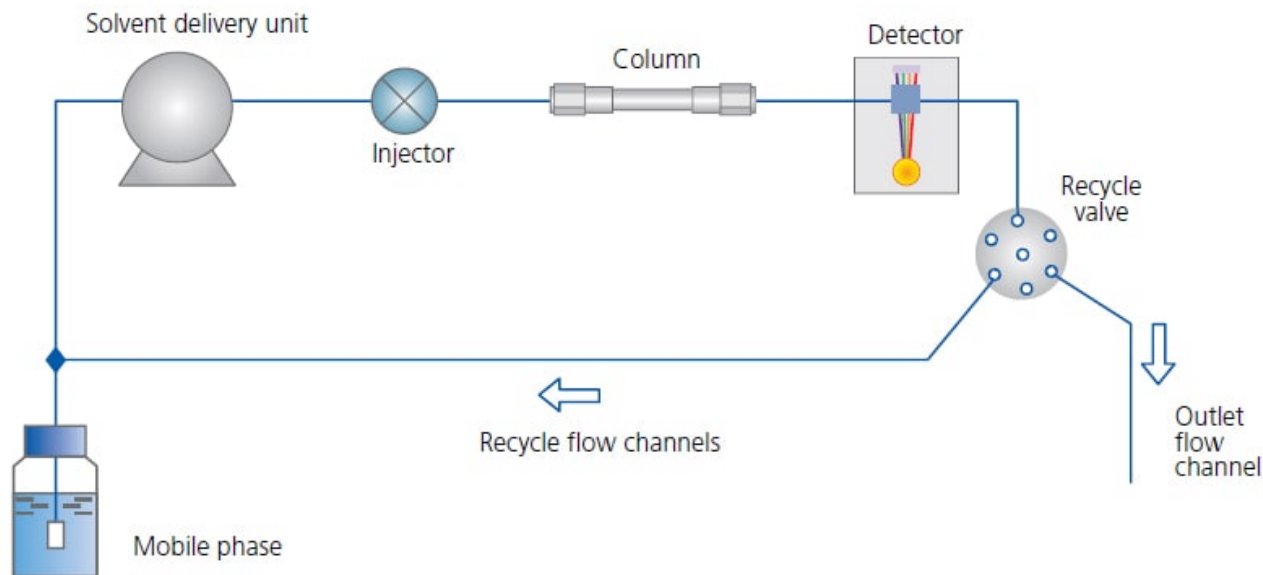 Solvent delivery unit
Injector
Column
Detector
Recycle
valve
Recycle flow channels
Outlet
flow
channel
Mobile phase